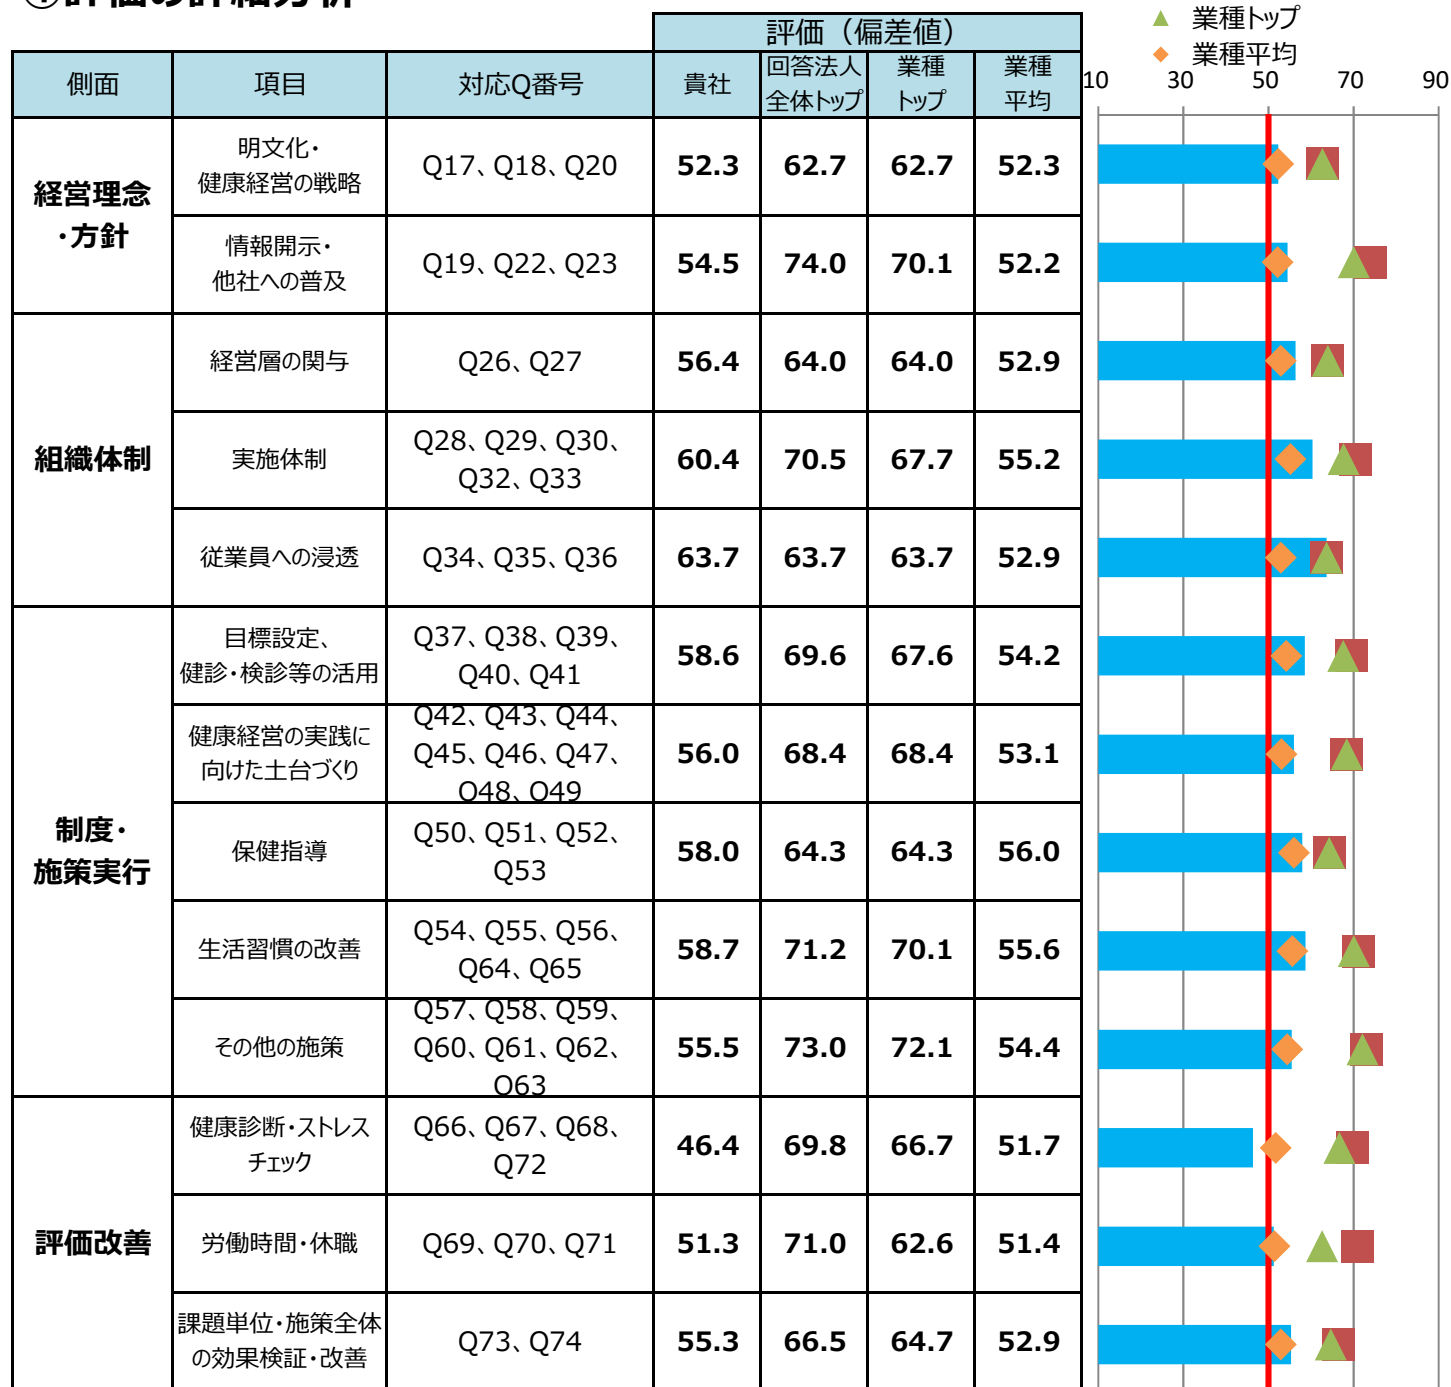 ①評価の詳細分析
業種トップ
業種平均
評価（偏差値）
側面 項目 対応Q番号 貴社 回答法人 全体トップ 業種 トップ 業種 平均
10 30 50 70 90
経営理念
・方針
明文化・
健康経営の戦略
Q17、Q18、Q20
52.3 62.7 62.7 52.3
情報開示・
他社への普及
Q19、Q22、Q23
54.5 74.0 70.1 52.2
組織体制
経営層の関与
Q26、Q27
56.4 64.0 64.0 52.9
実施体制
Q28、Q29、Q30、
Q32、Q33
60.4 70.5 67.7 55.2
従業員への浸透
Q34、Q35、Q36
63.7 63.7 63.7 52.9
制度・
施策実行
目標設定、
健診・検診等の活用
Q37、Q38、Q39、
Q40、Q41
58.6 69.6 67.6 54.2
健康経営の実践に
向けた土台づくり
Q42、Q43、Q44、
Q45、Q46、Q47、
Q48、Q49
56.0 68.4 68.4 53.1
保健指導
Q50、Q51、Q52、
Q53
58.0 64.3 64.3 56.0
生活習慣の改善
Q54、Q55、Q56、
Q64、Q65
58.7 71.2 70.1 55.6
その他の施策
Q57、Q58、Q59、
Q60、Q61、Q62、
Q63
55.5 73.0 72.1 54.4
評価改善
健康診断・ストレス
チェック
Q66、Q67、Q68、
Q72
46.4 69.8 66.7 51.7
労働時間・休職
Q69、Q70、Q71
51.3 71.0 62.6 51.4
課題単位・施策全体
の効果検証・改善
Q73、Q74
55.3 66.5 64.7 52.9